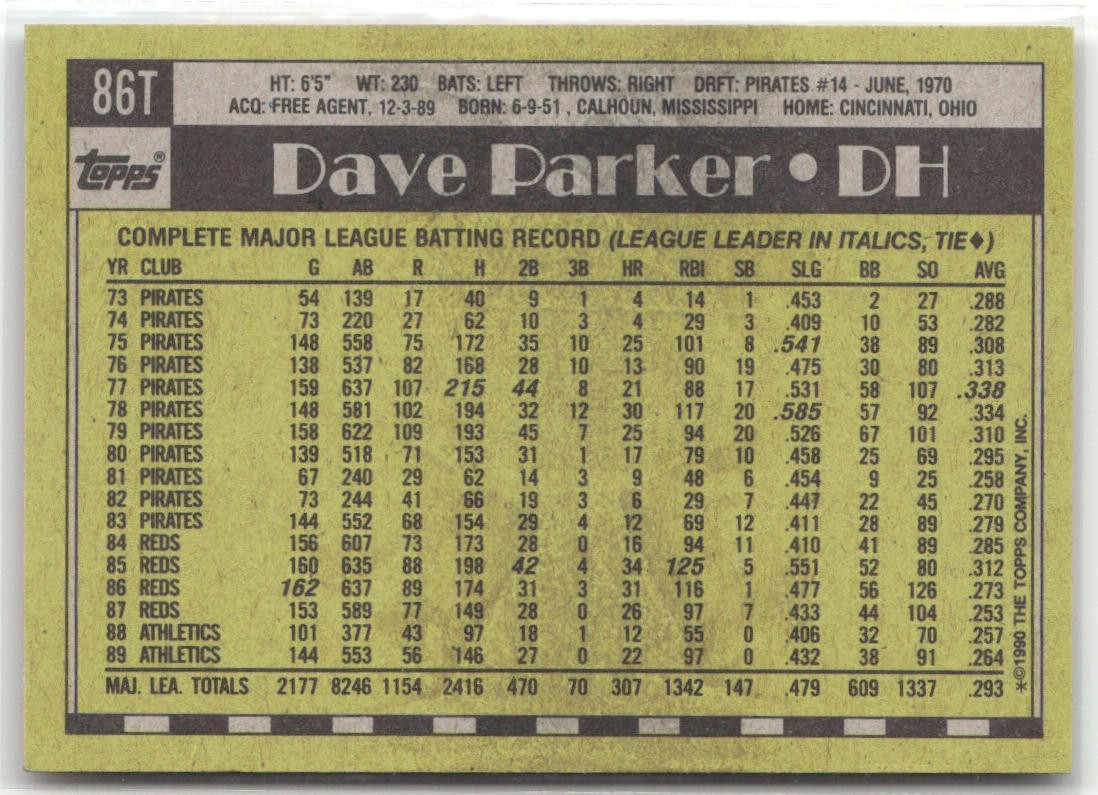 86T
HT: 6'5" WT: 230 BATS: LEFT THROWS: RIGHT DRFT: PIRATES #14 - JUNE, 1970
ACQ: FREE AGENT, 12-3-89 BORN: 6-9-51, CALHOUN, MISSISSIPPI HOME: CINCINNATI, OHIO
topps®
Dave Parker • DH
COMPLETE MAJOR LEAGUE BATTING RECORD (LEAGUE LEADER IN ITALICS, TIE♦)
YR CLUB G AB R H 2B 3B HR RBI SB SLG BB SO AVG
73 PIRATES 54 139 17 40 9 1 4 14 1 .453 2 27 .288
74 PIRATES 73 220 27 62 10 3 4 29 3 .409 10 53 .282
75 PIRATES 148 558 75 172 35 10 25 101 8 .541 38 89 .308
76 PIRATES 138 537 82 168 28 10 13 90 19 .475 30 80 .313
77 PIRATES 159 637 107 215 44 8 21 88 17 .531 58 107 .338
78 PIRATES 148 581 102 194 32 12 30 117 20 .585 57 92 .334
79 PIRATES 158 622 109 193 45 7 25 94 20 .526 67 101 .310
80 PIRATES 139 518 71 153 31 1 17 79 10 .458 25 69 .295
81 PIRATES 67 240 29 62 14 3 9 48 6 .454 9 25 .258
82 PIRATES 73 244 41 66 19 3 6 29 7 .447 22 45 .270
83 PIRATES 144 552 68 154 29 4 12 69 12 .411 28 89 .279
84 REDS 156 607 73 173 28 0 16 94 11 .410 41 89 .285
85 REDS 160 635 88 198 42 4 34 125 5 .551 52 80 .312
86 REDS 162 637 89 174 31 3 31 116 1 .477 56 126 .273
87 REDS 153 589 77 149 28 0 26 97 7 .433 44 104 .253
88 ATHLETICS 101 377 43 97 18 1 12 55 0 .406 32 70 .257
89 ATHLETICS 144 553 56 146 27 0 22 97 0 .432 38 91 .264
MAJ. LEA. TOTALS 2177 8246 1154 2416 470 70 307 1342 147 .479 609 1337 .293
*©1990 THE TOPPS COMPANY, INC.